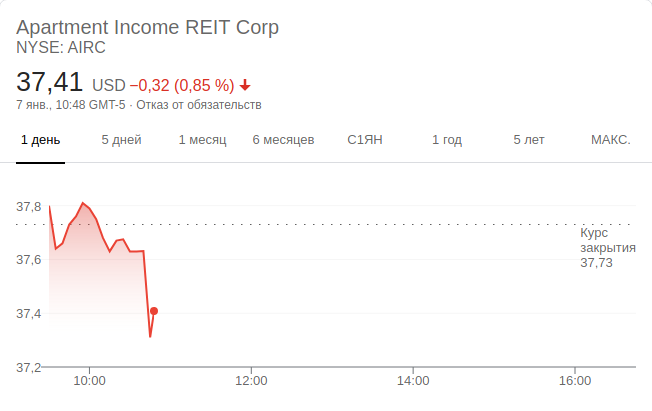 Apartment Income REIT Corp
NYSE: AIRC
37,41 USD −0,32 (0,85 %)
7 янв., 10:48 GMT-5 · Отказ от обязательств
1 день 5 дней 1 месяц 6 месяцев С1ЯН 1 год 5 лет МАКС.
37,8
Курс
закрытия
37,73
37,6
37,4
37,2
10:00 12:00 14:00 16:00